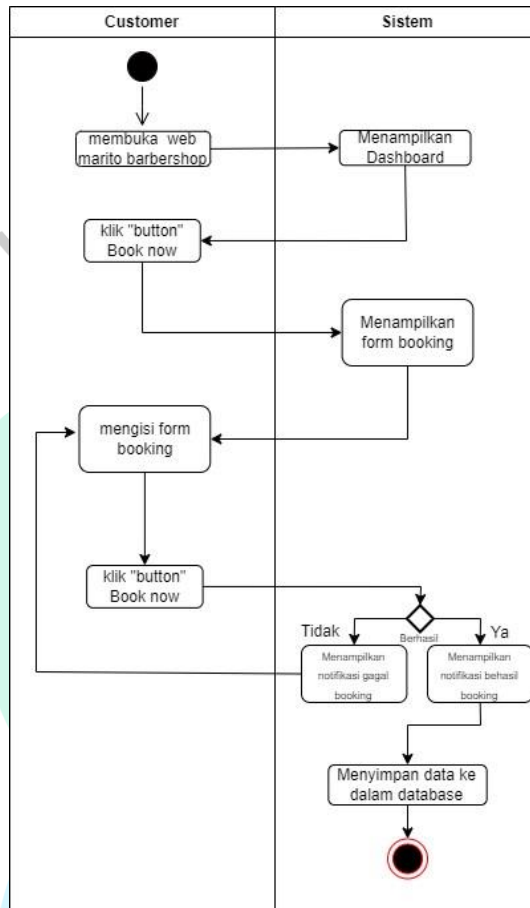 Customer
Sistem
membuka web
marito barbershop
Menampilkan
Dashboard
klik "button"
Book now
Menampilkan
form booking
mengisi form
booking
klik "button"
Book now
Berhasil
Tidak
Ya
Menampilkan
notifikasi gagal
booking
Menampilkan
notifikasi behasil
booking
Menyimpan data ke
dalam database